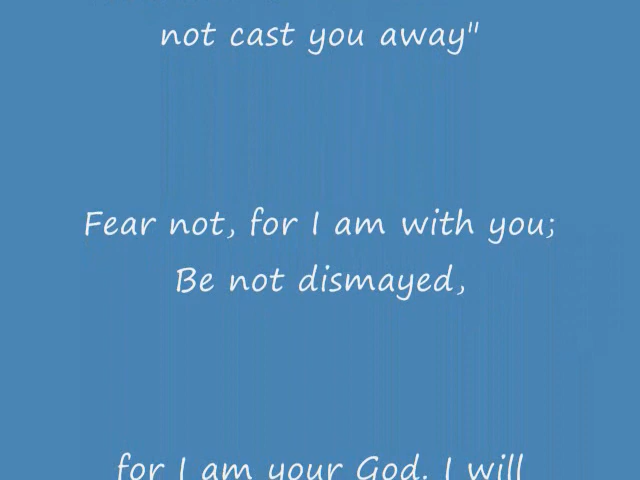 not cast you away"
Fear not, for I am with you;
Be not dismayed,
for I am your God. I will